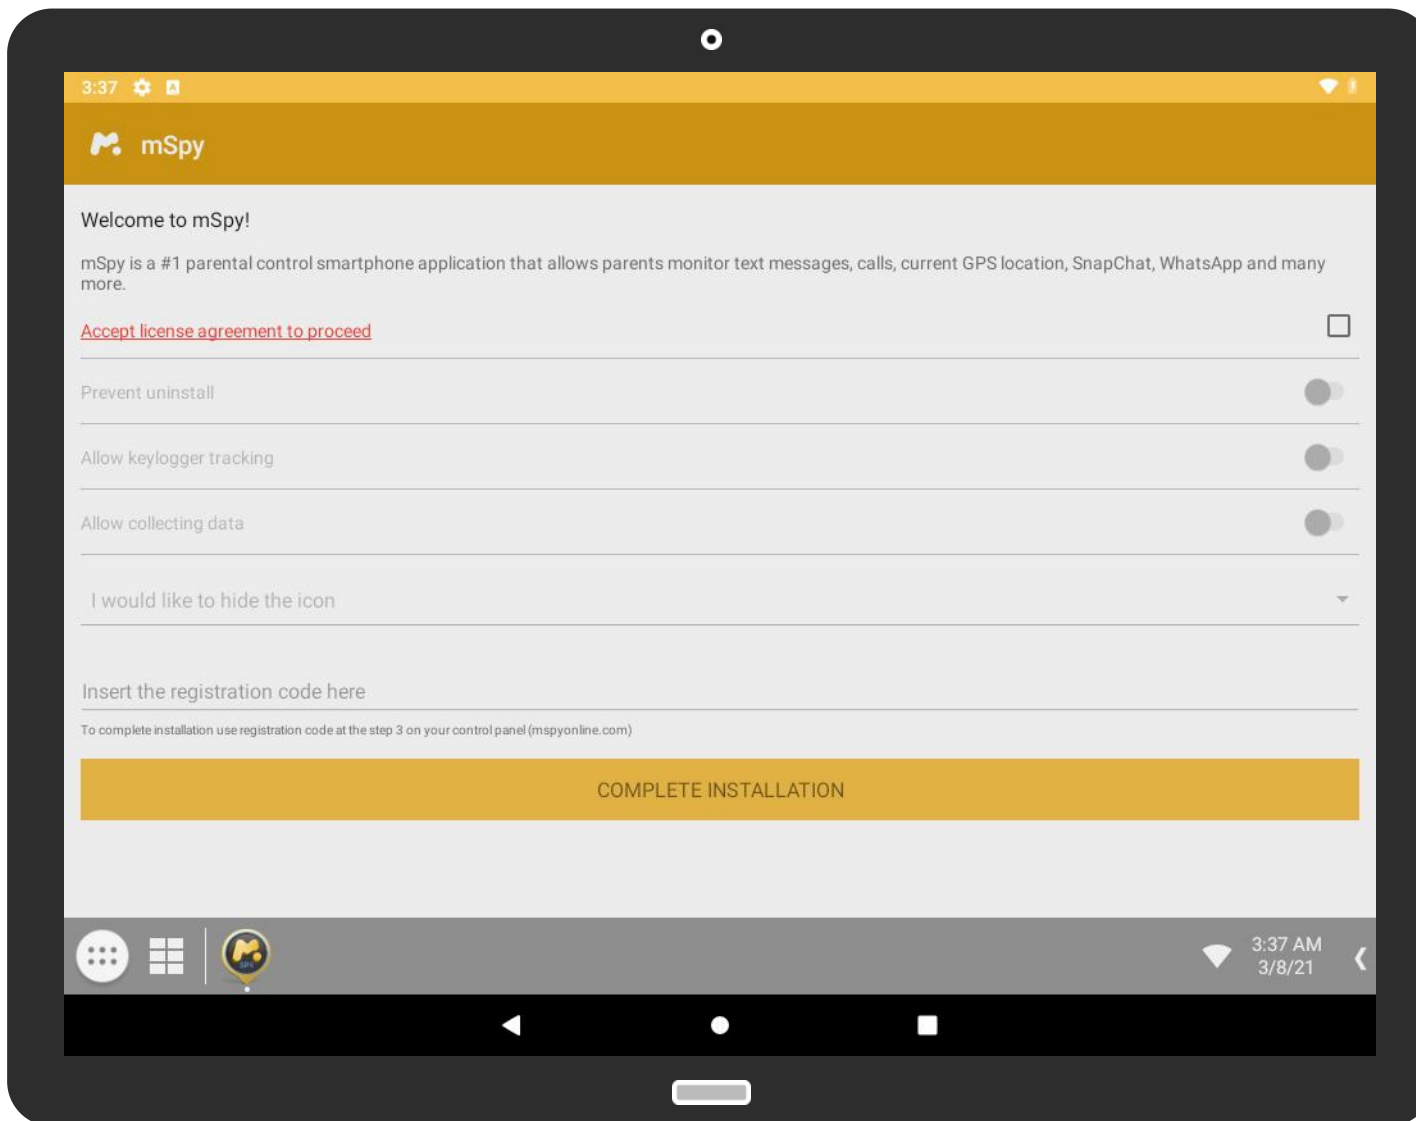 3:37
mSpy
Welcome to mSpy!
mSpy is a #1 parental control smartphone application that allows parents monitor text messages, calls, current GPS location, SnapChat, WhatsApp and many
more.
Accept license agreement to proceed
Prevent uninstall
Allow keylogger tracking
Allow collecting data
I would like to hide the icon
Insert the registration code here
To complete installation use registration code at the step 3 on your control panel (mspyonline.com)
COMPLETE INSTALLATION
SPY
3:37 AM
3/8/21